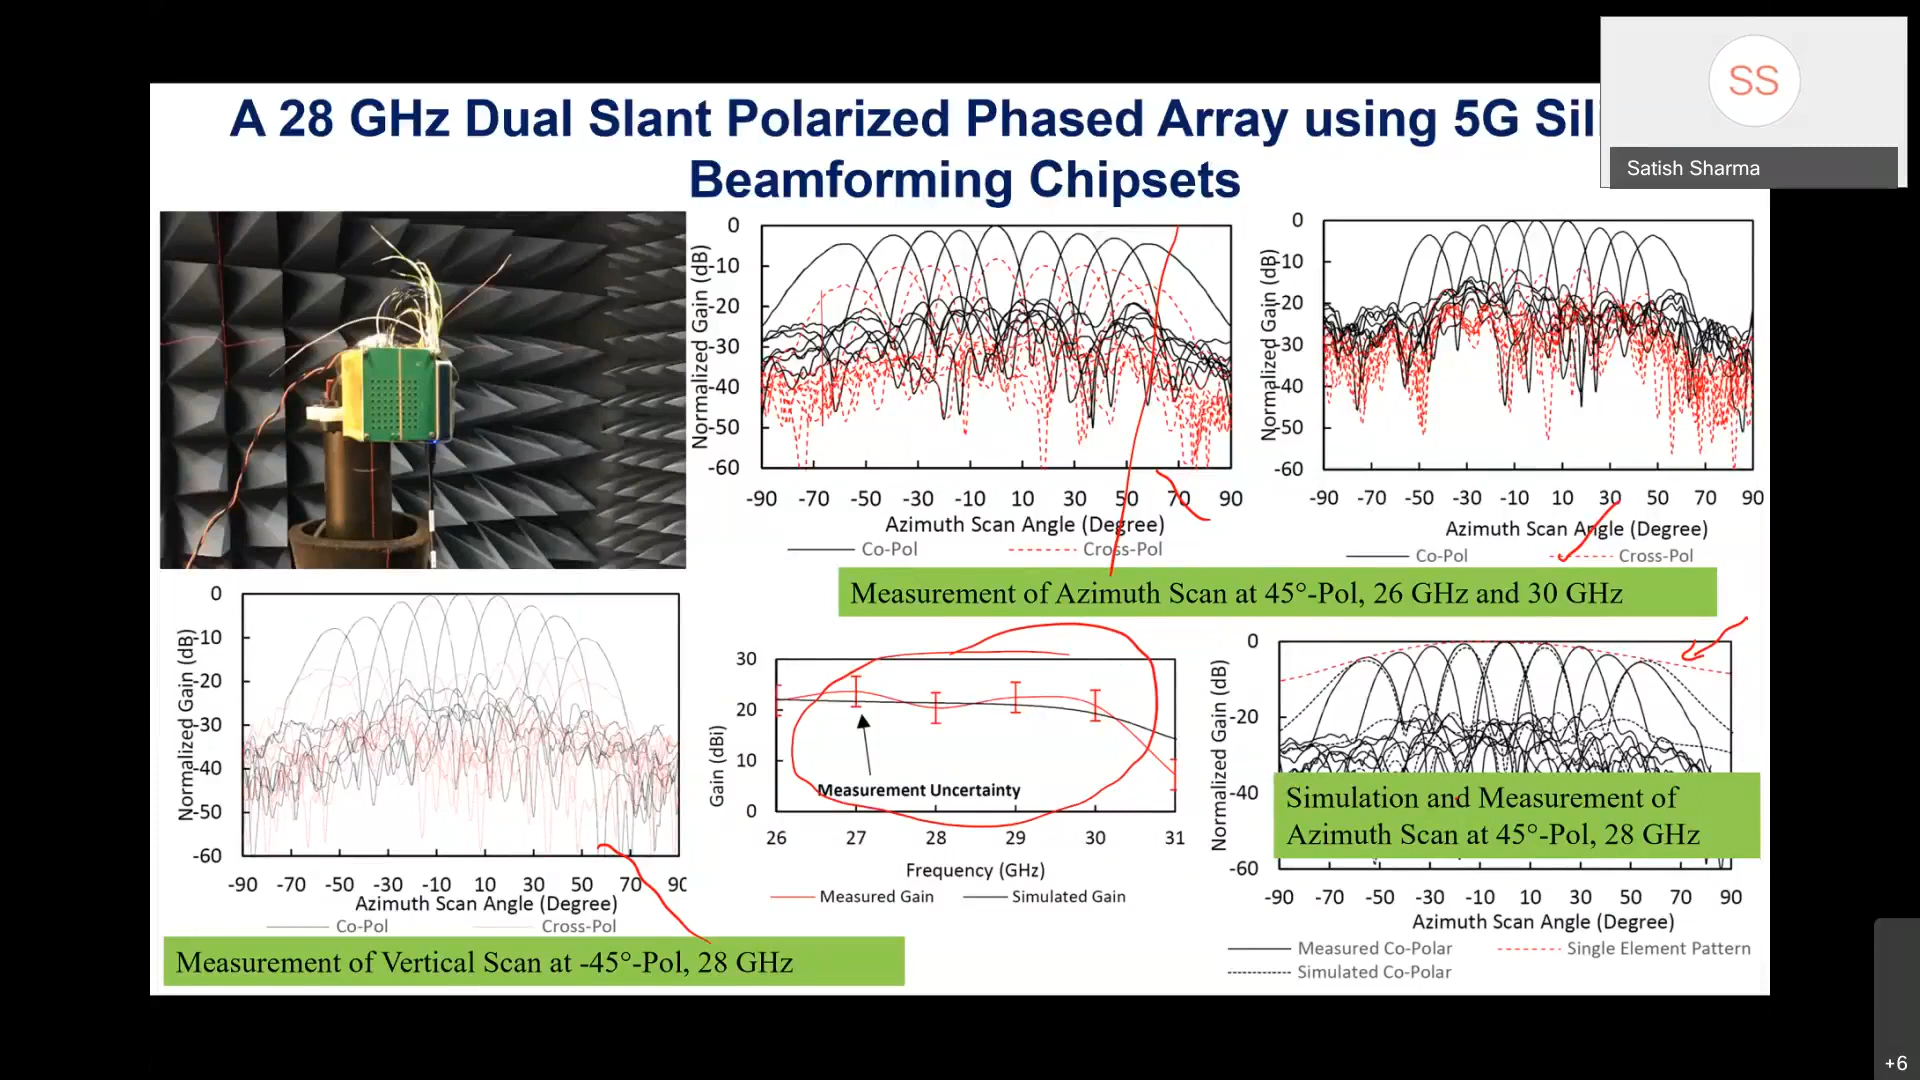 A 28 GHz Dual Slant Polarized Phased Array using 5G Sil
Beamforming Chipsets
SS
Satish Sharma
Normalized Gain (dB)
0
-10
-20
-30
-40
-50
-60
-90 -70 -50 -30 -10 10 30 50 70 90
Azimuth Scan Angle (Degree)
Co-Pol Cross-Pol
Normalized Gain (dB)
0
-10
-20
-30
-40
-50
-60
-90 -70 -50 -30 -10 10 30 50 70 90
Azimuth Scan Angle (Degree)
Co-Pol Cross-Pol
Measurement of Azimuth Scan at 45°-Pol, 26 GHz and 30 GHz
Normalized Gain (dB)
0
-10
-20
-30
-40
-50
-60
-90 -70 -50 -30 -10 10 30 50 70 90
Azimuth Scan Angle (Degree)
Co-Pol Cross-Pol
Measurement of Vertical Scan at -45°-Pol, 28 GHz
Gain (dBi)
30
20
10
0
Measurement Uncertainty
26 27 28 29 30 31
Frequency (GHz)
Measured Gain Simulated Gain
Normalized Gain (dB)
0
-20
-40
-60
Simulation and Measurement of
Azimuth Scan at 45°-Pol, 28 GHz
-90 -70 -50 -30 -10 10 30 50 70 90
Azimuth Scan Angle (Degree)
Measured Co-Polar Single Element Pattern
Simulated Co-Polar
+6